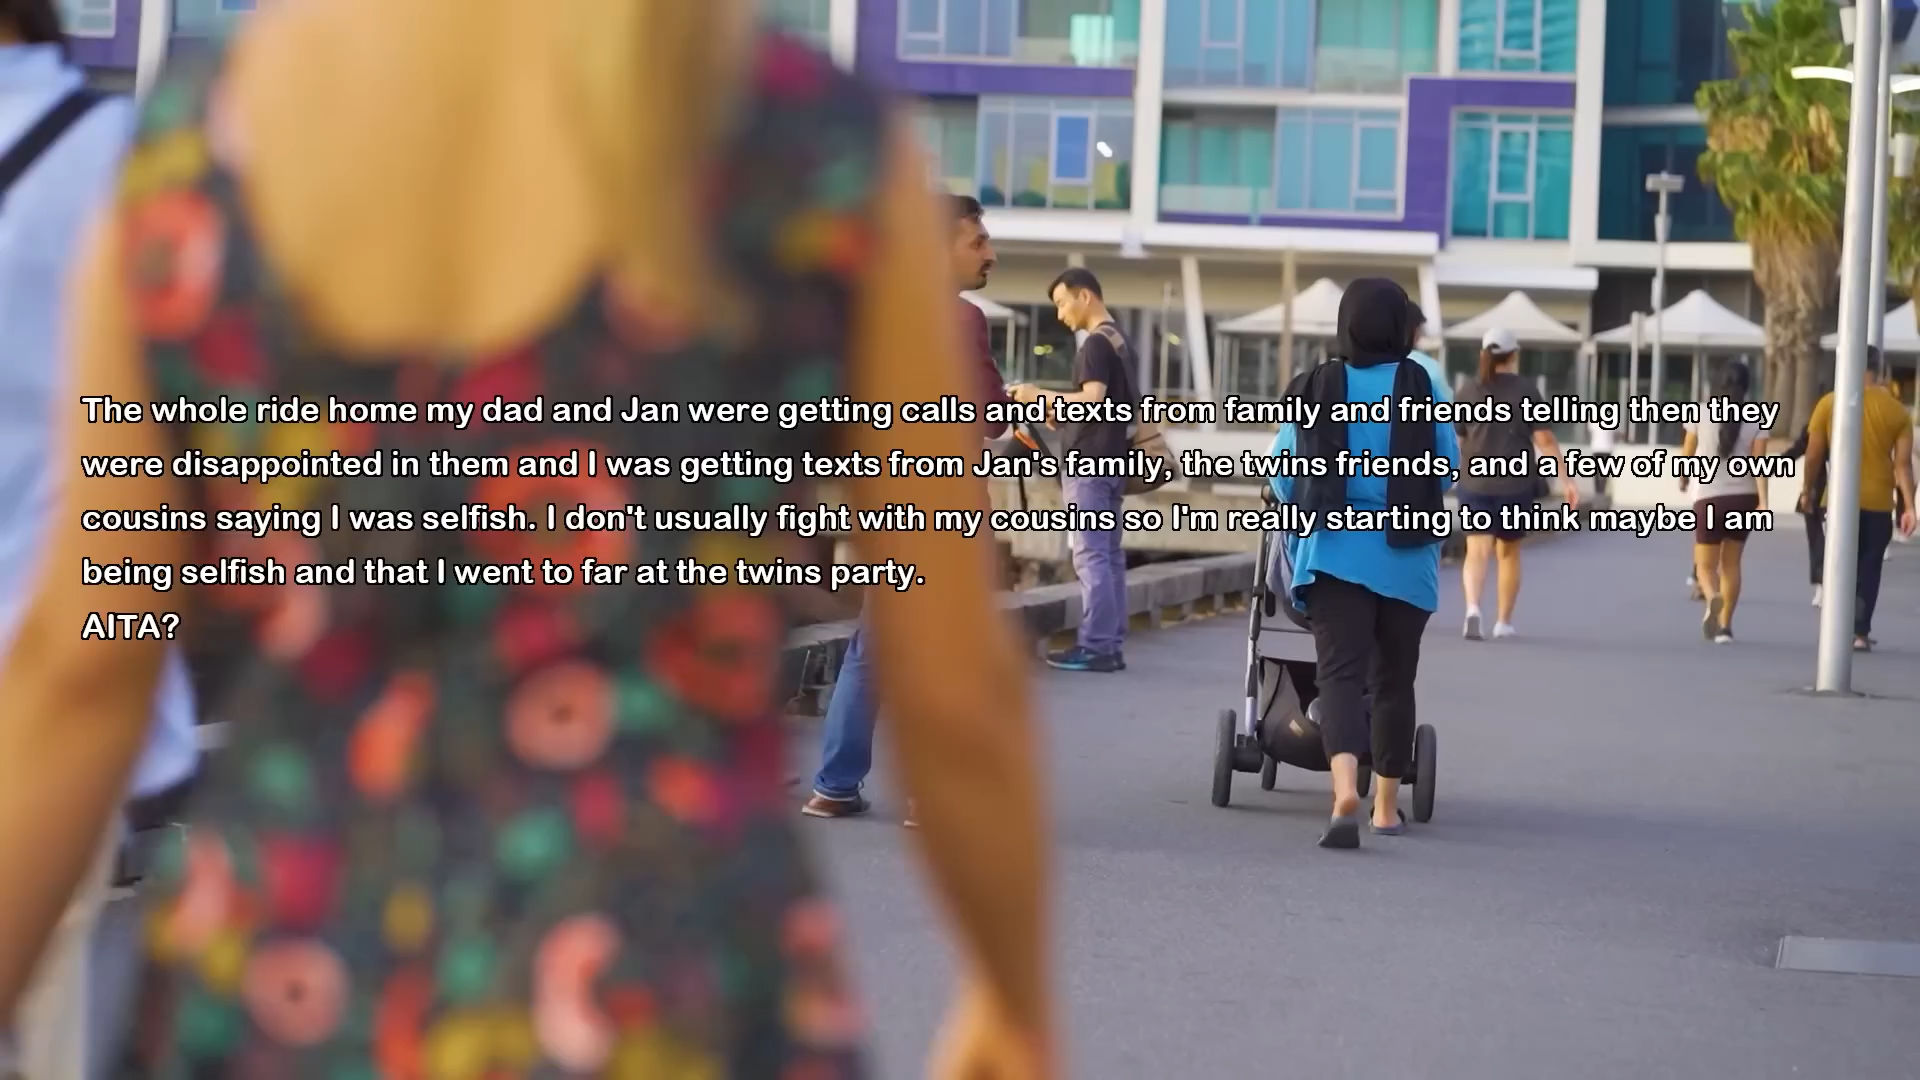 The whole ride home my dad and Jan were getting calls and texts from family and friends telling then they
were disappointed in them and I was getting texts from Jan's family, the twins friends, and a few of my own
cousins saying I was selfish. I don't usually fight with my cousins so I'm really starting to think maybe I am
being selfish and that I went to far at the twins party.
AITA?